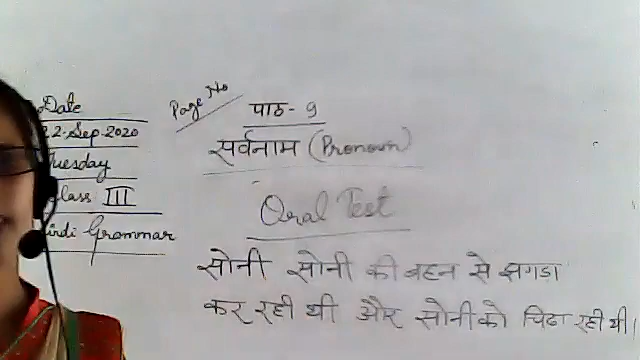 Date
22-Sep-2020
Tuesday
Class III
Hindi Grammar
Page No
पाठ- 9
सर्वनाम (Pronoun)
Oral Test
सोनी सोनी की बहन से झगडा
कर रही थी और सोनी को चिढा रही थी।